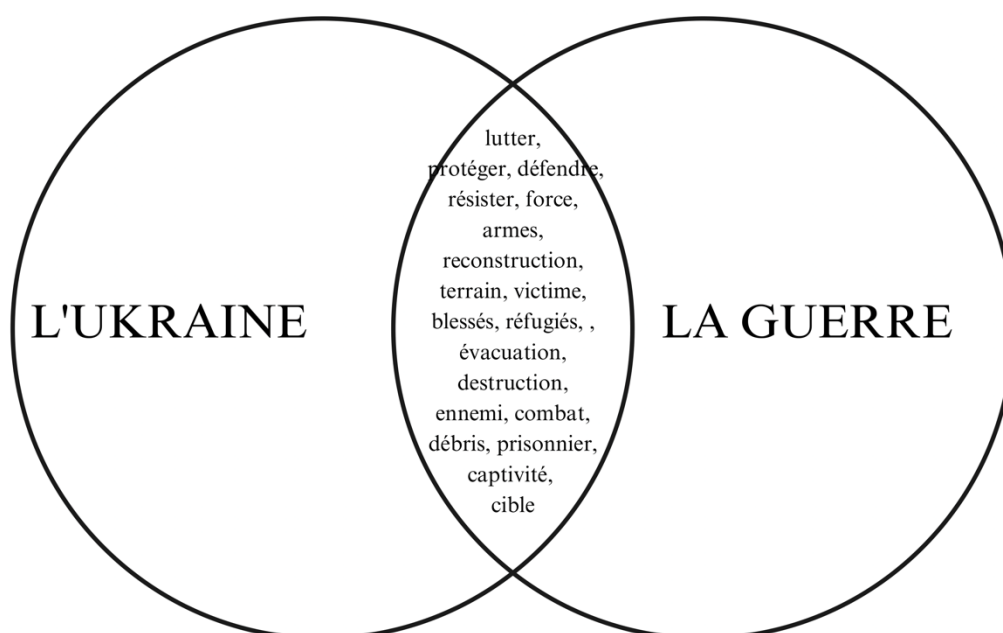 lutter,
protéger, défendre,
résister, force,
armes,
reconstruction,
terrain, victime,
L'UKRAINE
blessés, réfugiés, ,
LA GUERRE
évacuation,
destruction,
ennemi, combat,
débris, prisonnier,
captivité,
cible